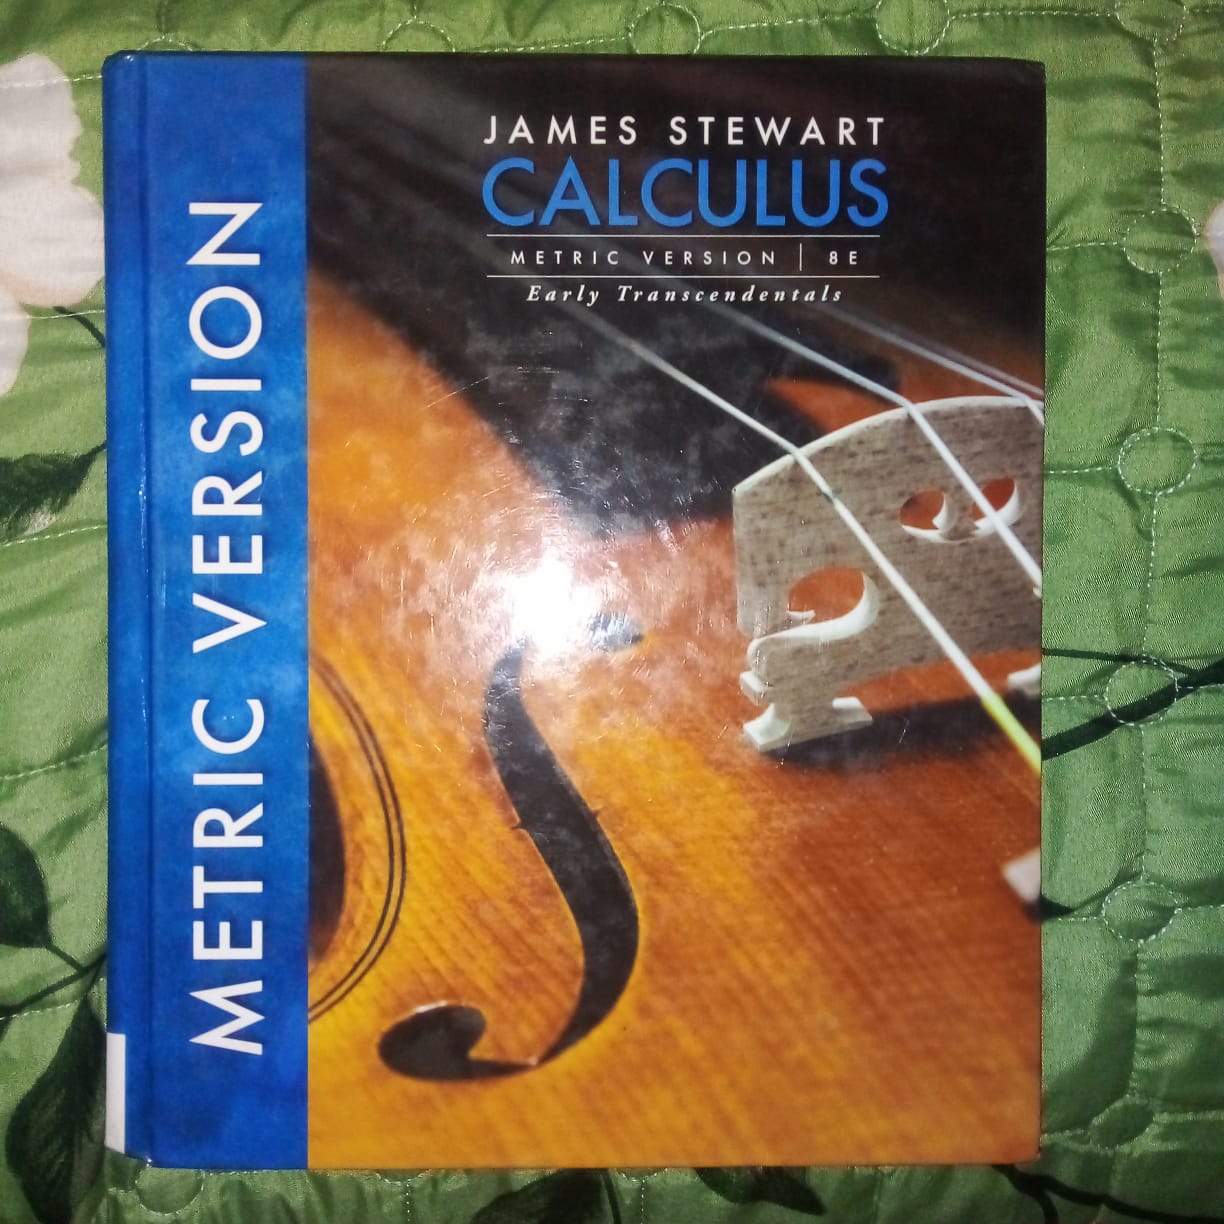 METRIC VERSION
JAMES STEWART
CALCULUS
METRIC VERSION | 8E
Early Transcendentals